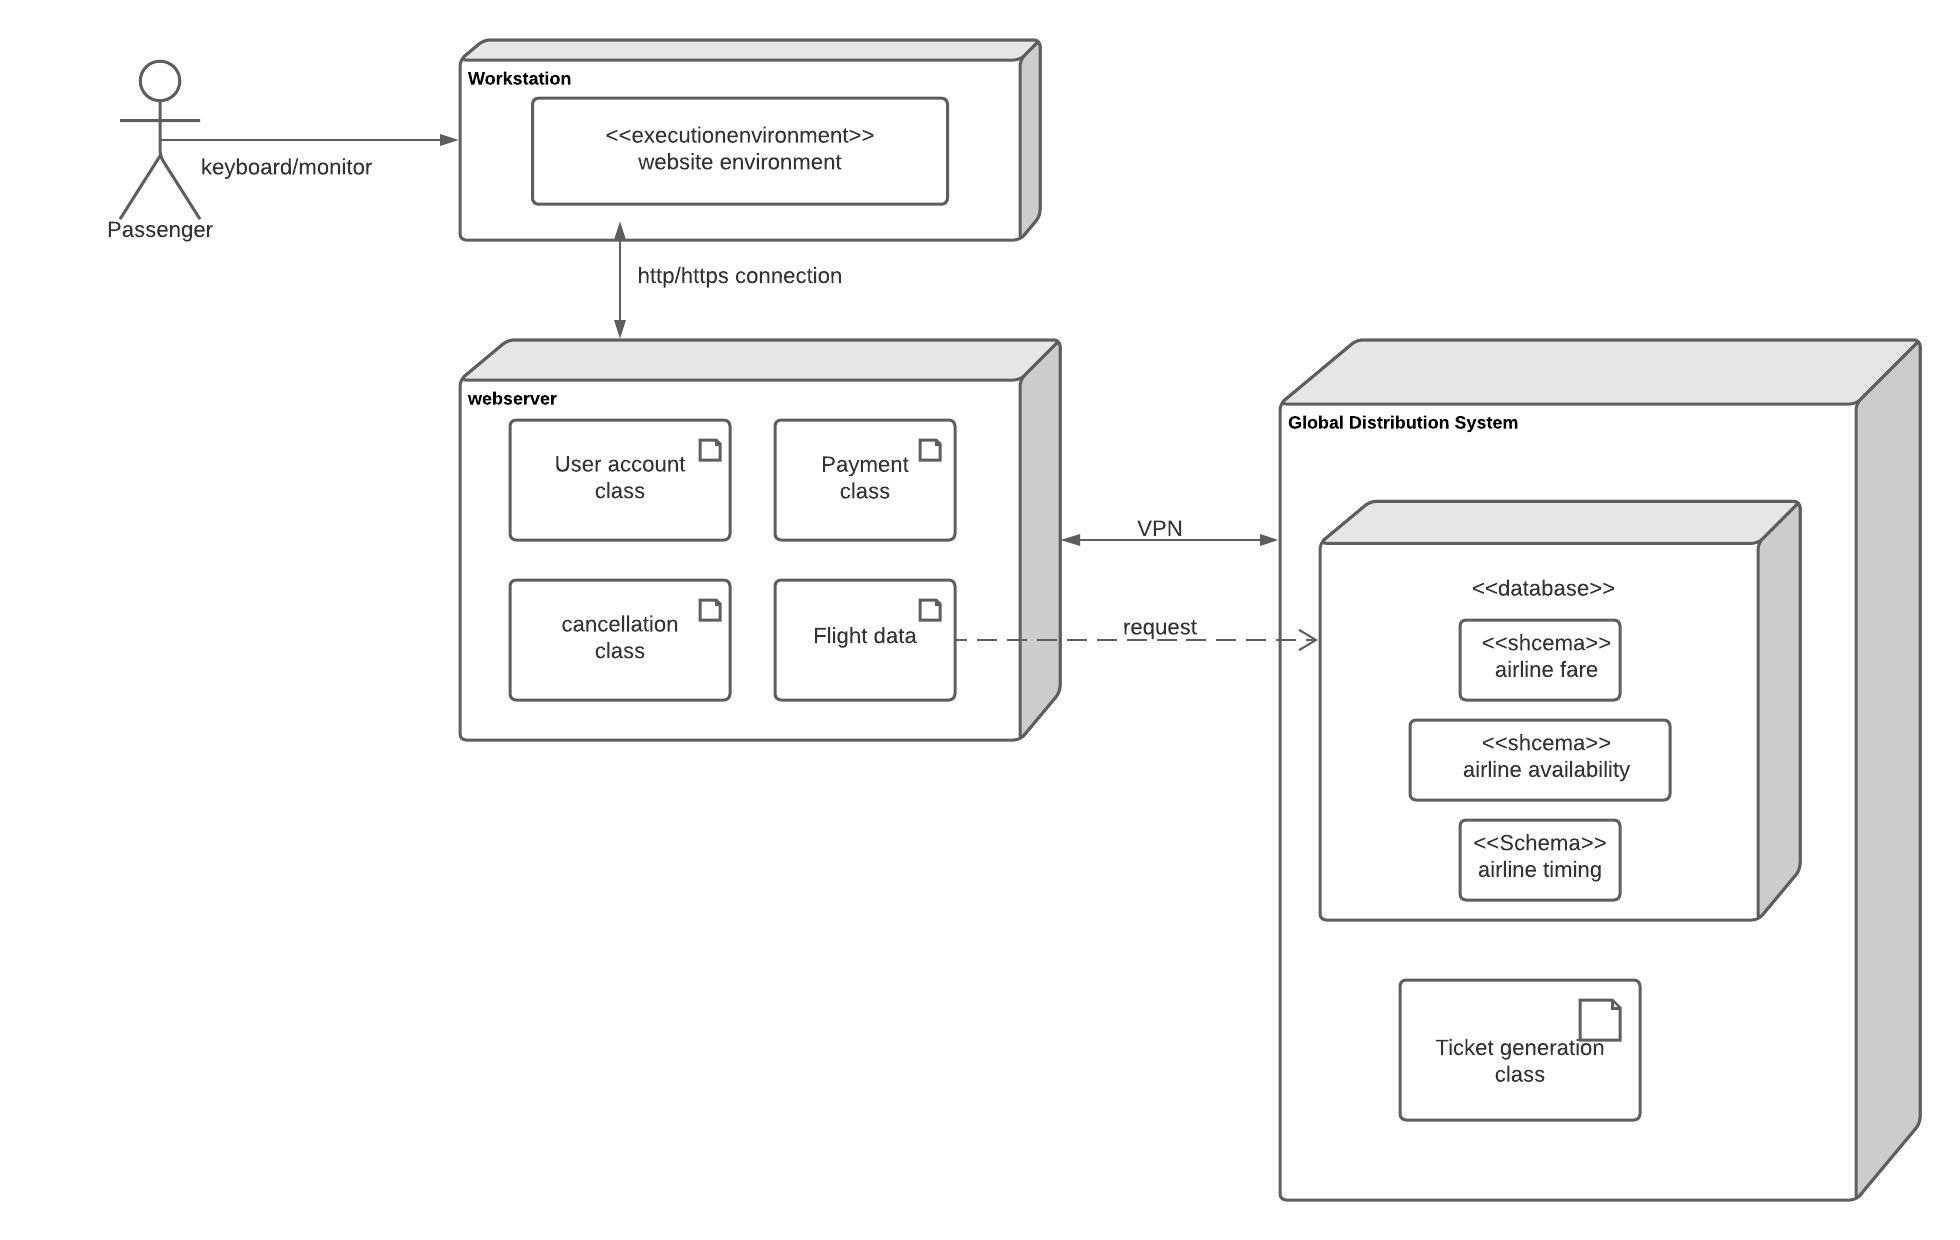 Workstation
<<executionenvironment>>
website environment
keyboard/monitor
Passenger
http/https connection
webserver
User account
class
Payment
class
cancellation
class
Flight data
VPN
request
Global Distribution System
<<database>>
<<shcema>>
airline fare
<<shcema>>
airline availability
<<Schema>>
airline timing
Ticket generation
class